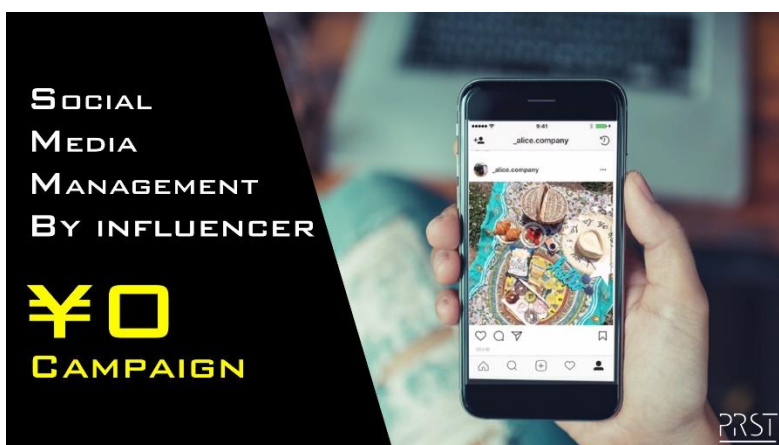 SOCIAL
MEDIA
MANAGEMENT
BY INFLUENCER
¥0
CAMPAIGN
9:41
_alice.company
_alice.company
PRST